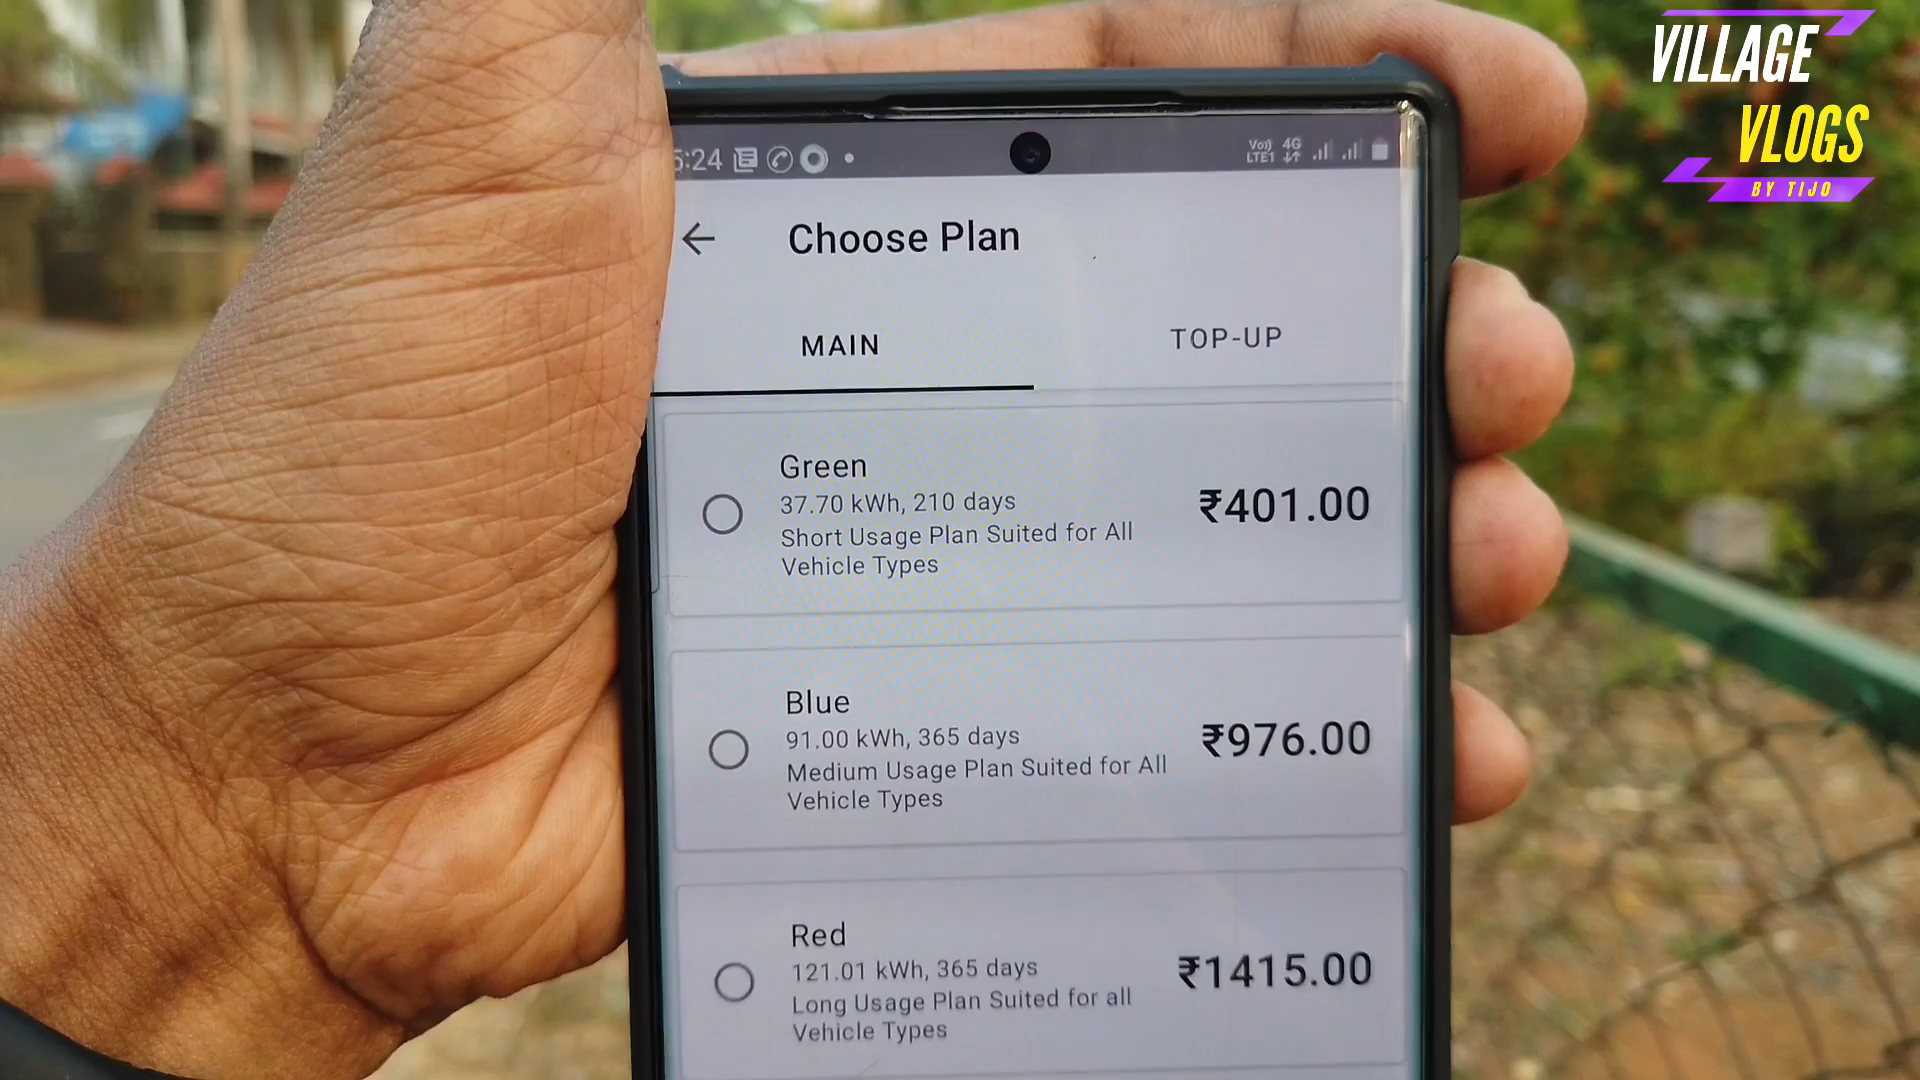 VILLAGE
VLOGS
BY TIJO
5:24
Vo)) 4G
LTE1
Choose Plan
MAIN
TOP-UP
Green
37.70 kWh, 210 days
Short Usage Plan Suited for All
Vehicle Types
₹401.00
Blue
91.00 kWh, 365 days
Medium Usage Plan Suited for All
Vehicle Types
₹976.00
Red
121.01 kWh, 365 days
Long Usage Plan Suited for all
Vehicle Types
₹1415.00